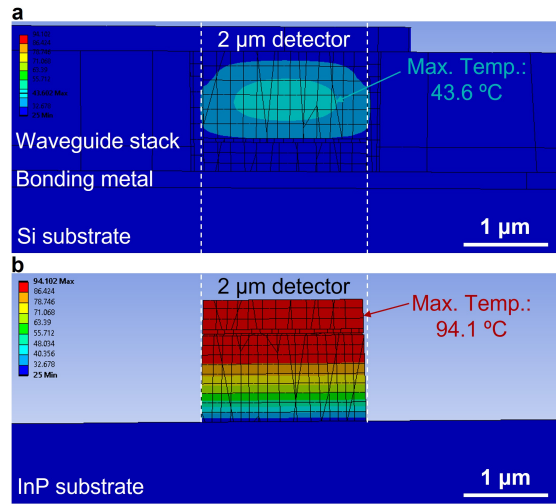 a
2 µm detector
Max. Temp.:
43.6 ºC
Waveguide stack
Bonding metal
Si substrate
1 µm
b
94.102 Max
86.424
78.746
71.068
63.39
55.712
48.034
40.356
32.678
25 Min
2 µm detector
Max. Temp.:
94.1 ºC
InP substrate
1 µm